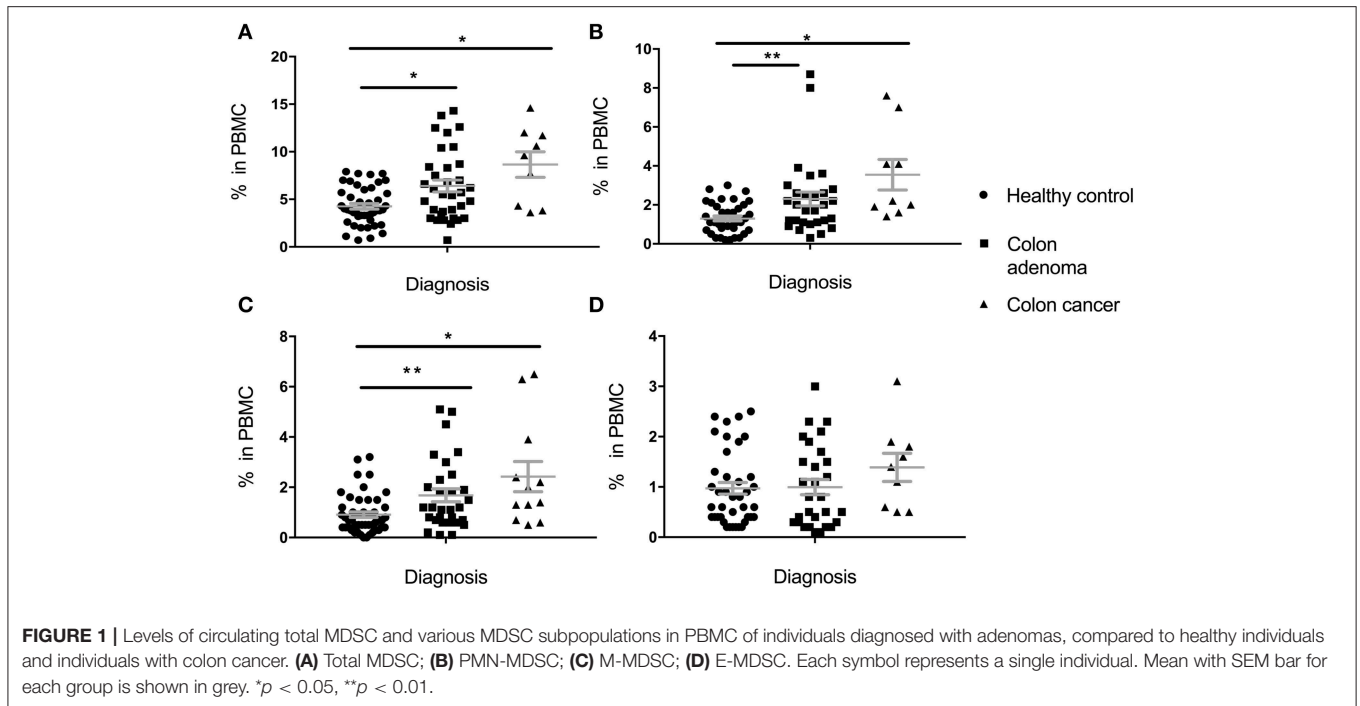 A
*
*
20
15
10
5
0
% in PBMC
Diagnosis
B
*
**
10
8
6
4
2
0
% in PBMC
Diagnosis
Healthy control
Colon
adenoma
Colon cancer
C
*
**
8
6
4
2
0
% in PBMC
Diagnosis
D
4
3
2
1
0
% in PBMC
Diagnosis
FIGURE 1 | Levels of circulating total MDSC and various MDSC subpopulations in PBMC of individuals diagnosed with adenomas, compared to healthy individuals
and individuals with colon cancer. (A) Total MDSC; (B) PMN-MDSC; (C) M-MDSC; (D) E-MDSC. Each symbol represents a single individual. Mean with SEM bar for
each group is shown in grey. *p < 0.05, **p < 0.01.